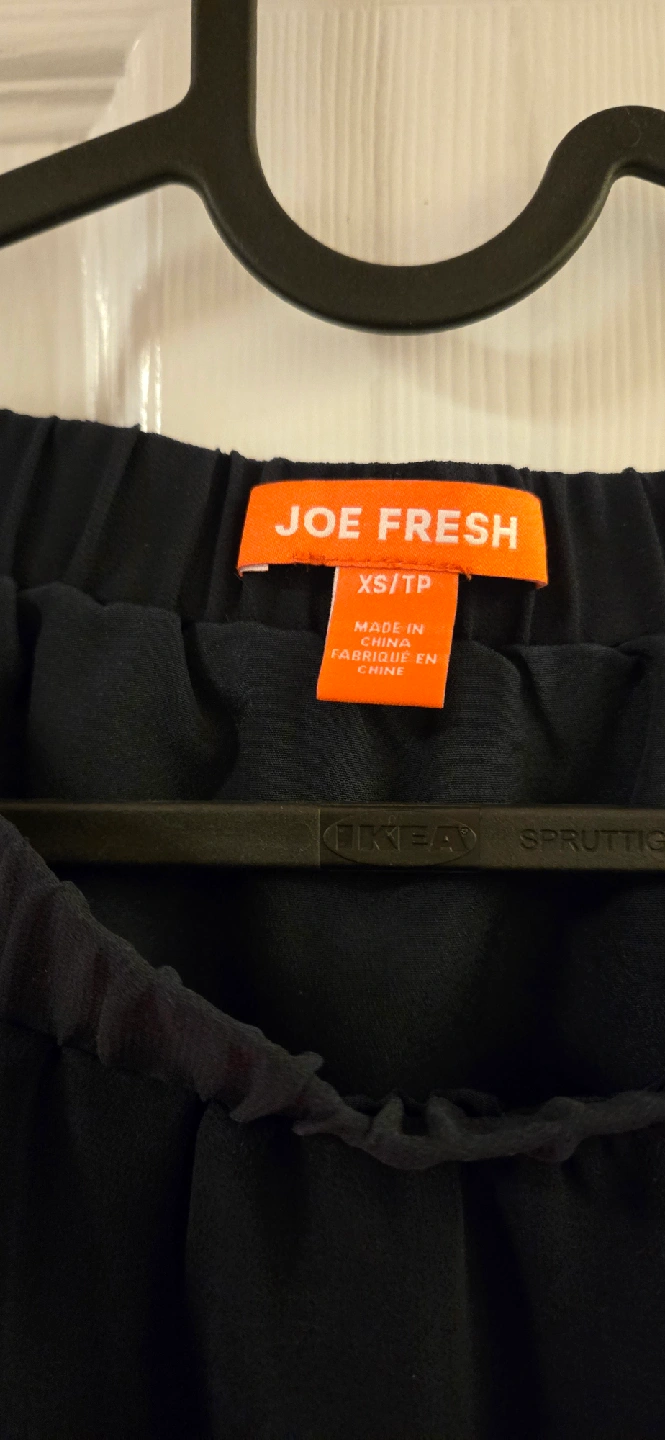 JOE FRESH
XS/TP
MADE IN
CHINA
FABRIQUÉ EN
CHINE
IKEA® SPRUTTIG